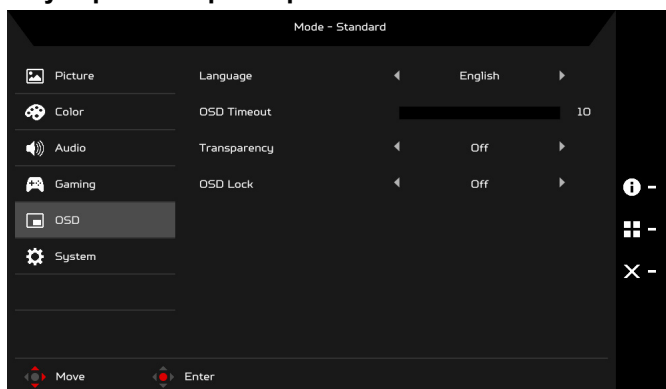 Mode - Standard
Picture
Language English
Color
OSD Timeout 10
Audio
Transparency Off
Gaming
OSD Lock Off
OSD
System
Move Enter